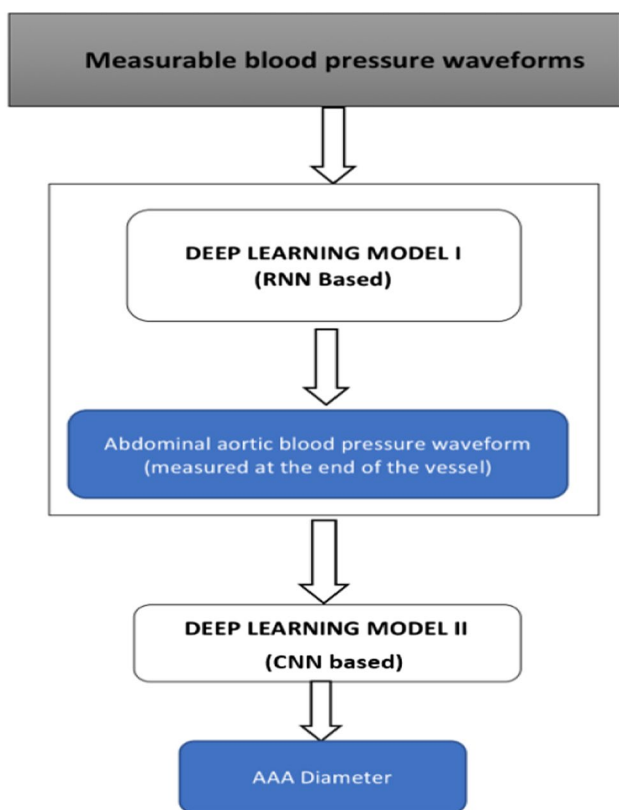 Measurable blood pressure waveforms
DEEP LEARNING MODEL I
(RNN Based)
Abdominal aortic blood pressure waveform
(measured at the end of the vessel)
DEEP LEARNING MODEL II
(CNN based)
AAA Diameter